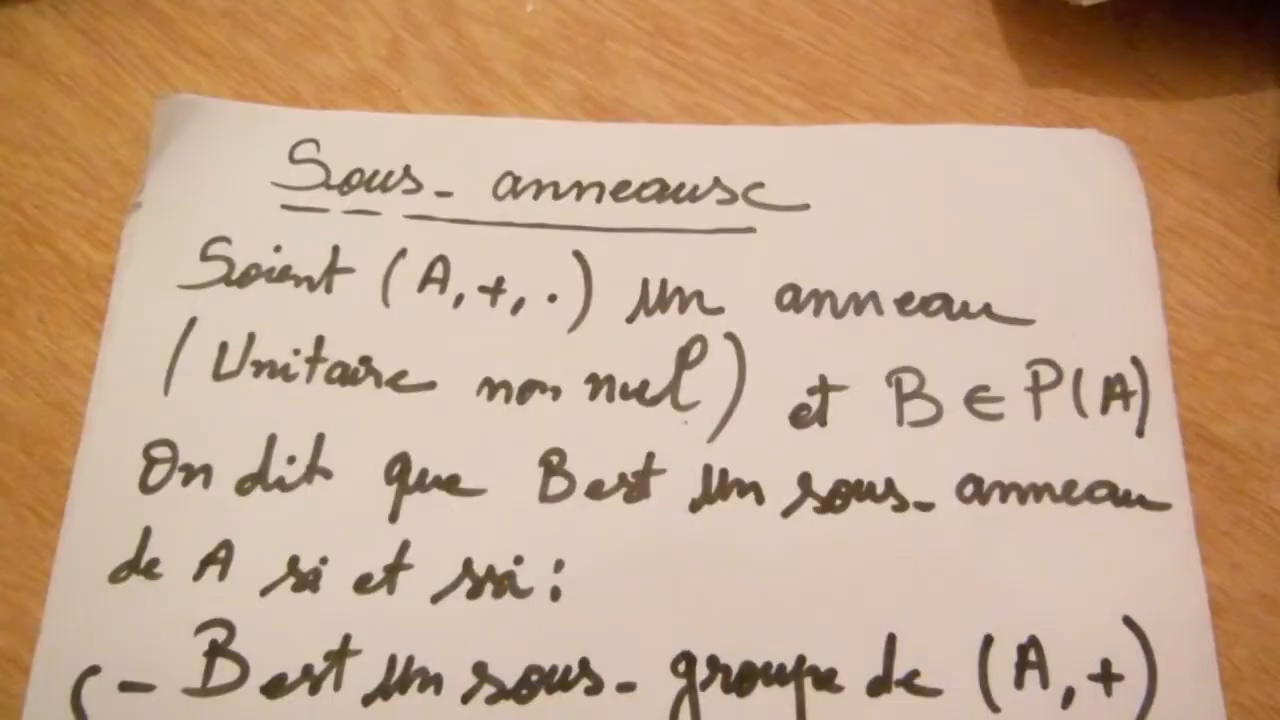 Sous-anneaux
Soient (A,+,.) un anneau
(Unitaire non nul) et B ∈ P(A)
On dit que B est un sous-anneau
de A si et ssi:
- B est un sous-groupe de (A,+)